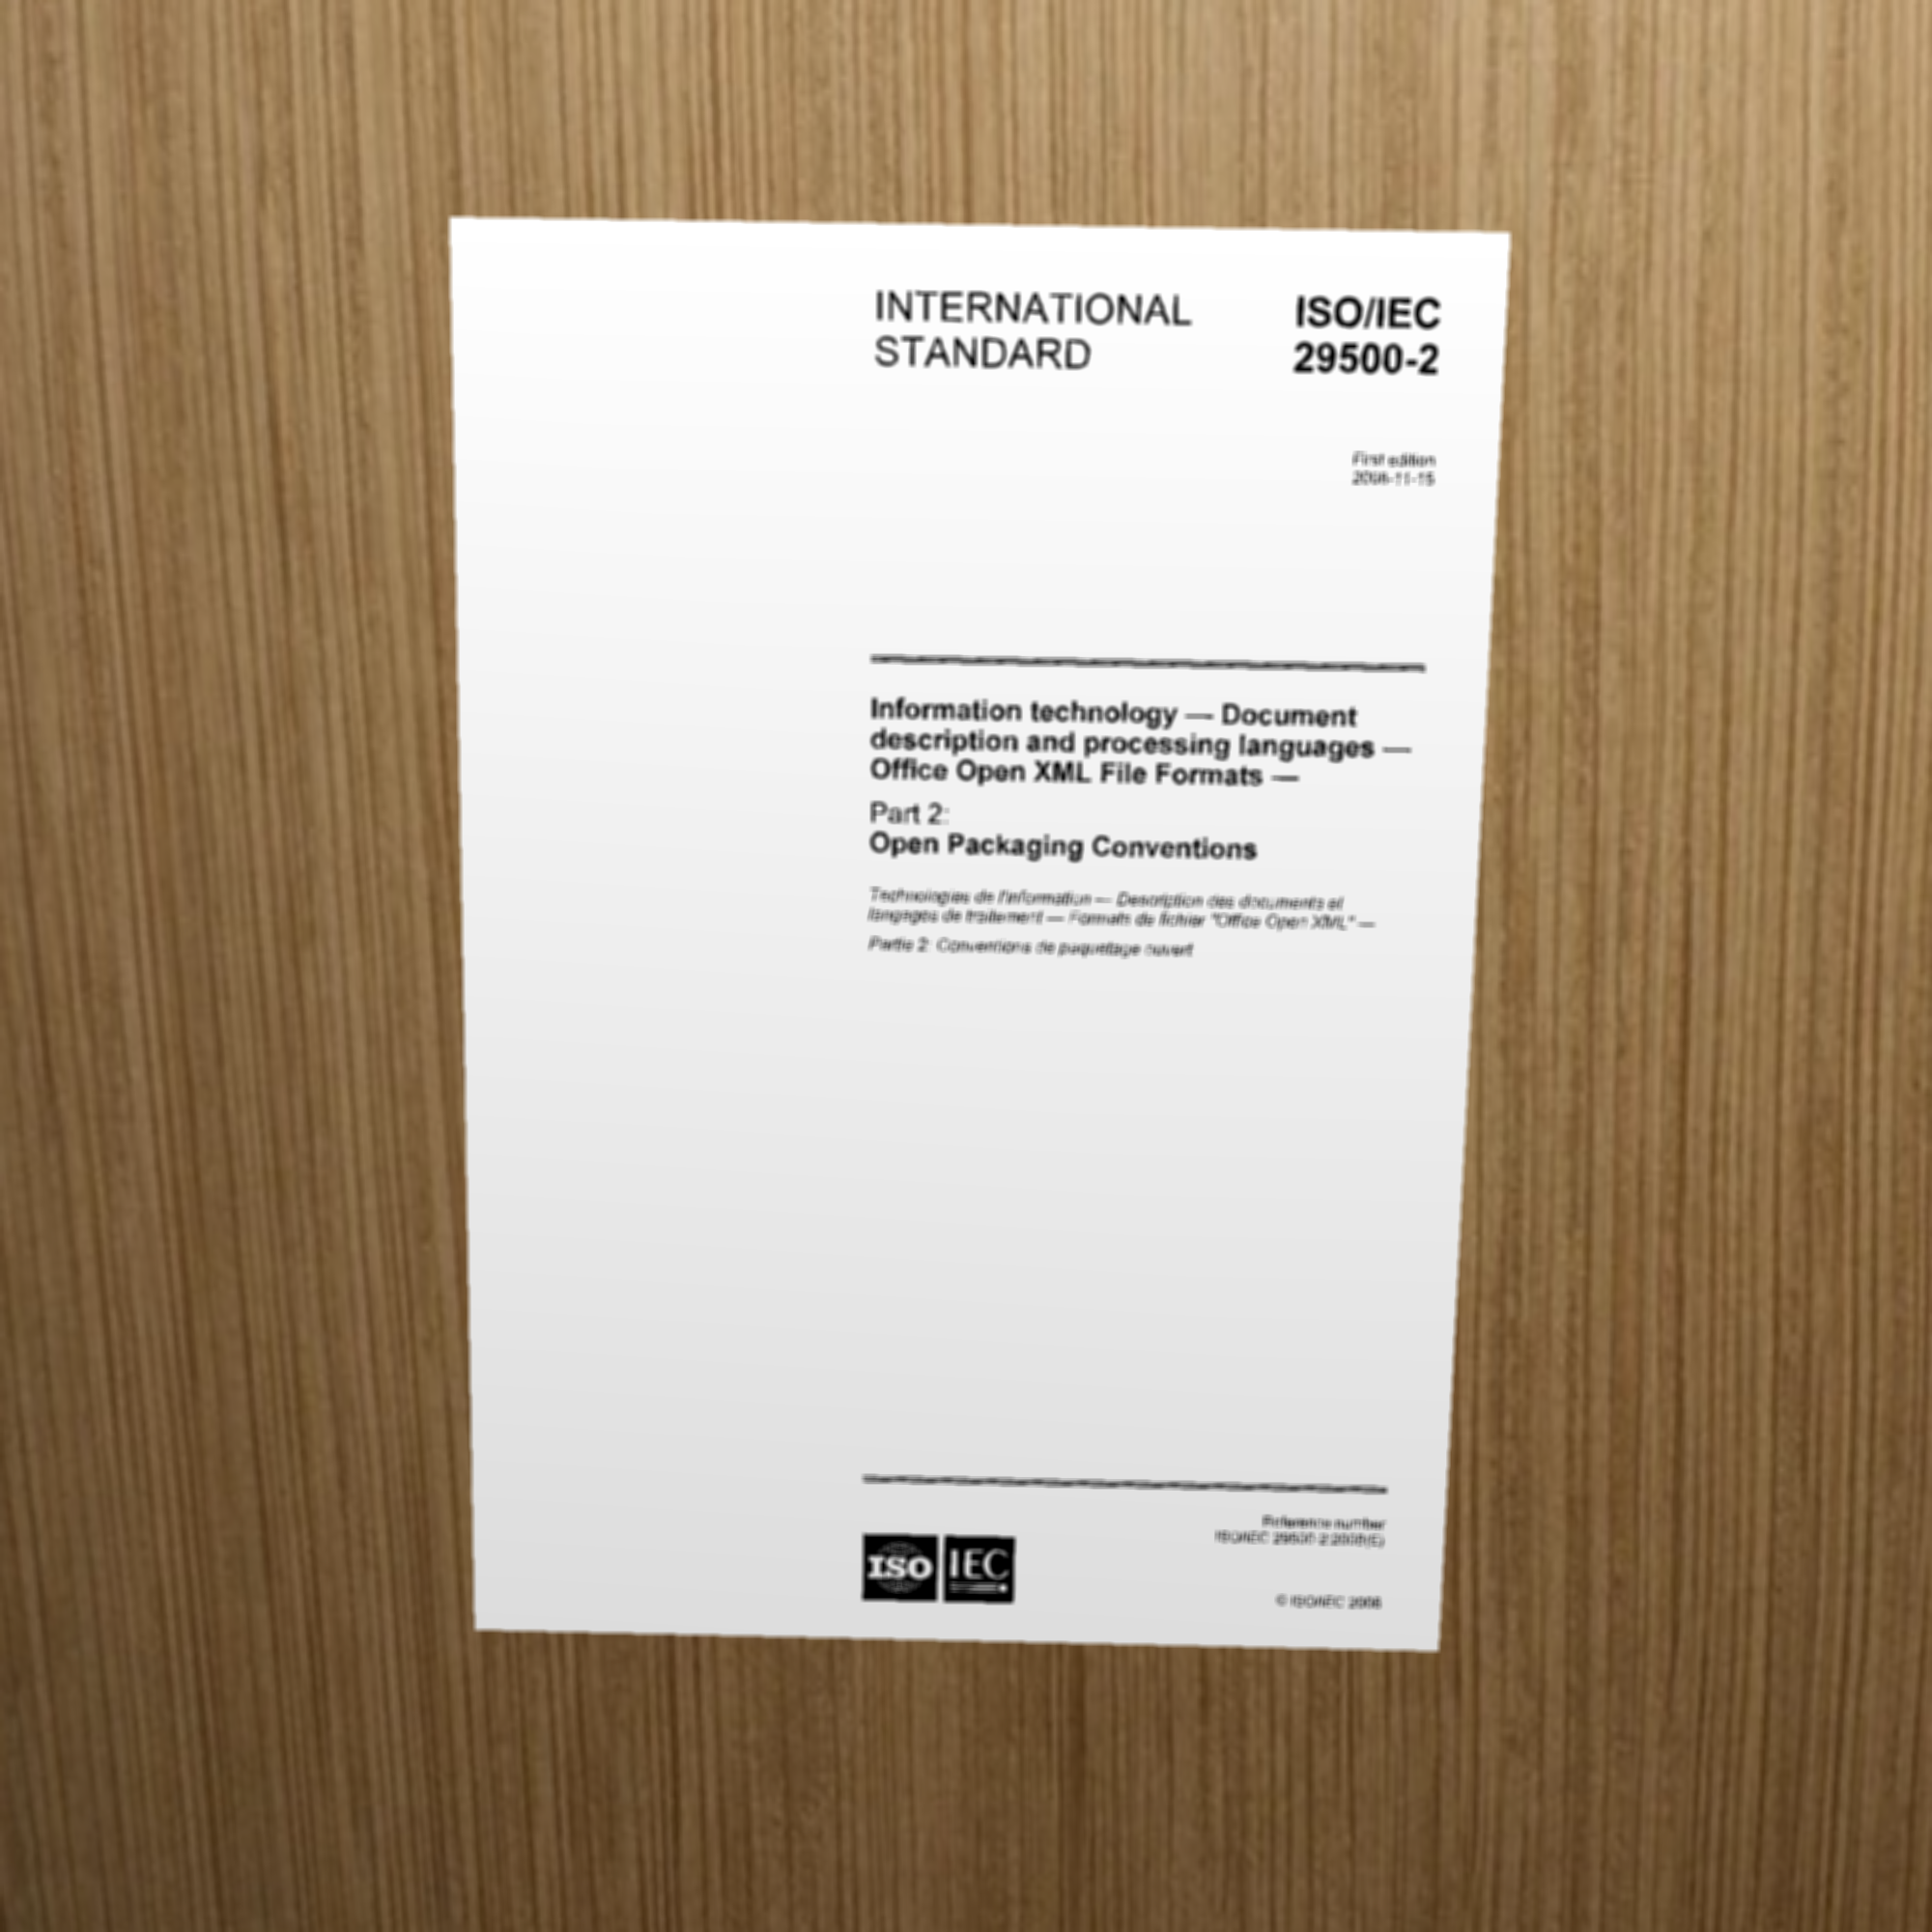 INTERNATIONAL
STANDARD
ISO/IEC
29500-2
First edition
2008-11-15
Information technology — Document
description and processing languages —
Office Open XML File Formats —
Part 2:
Open Packaging Conventions
Technologies de l'information — Description des documents et
langages de traitement — Formats de fichier "Office Open XML" —
Partie 2: Conventions de paquetage ouvert
Reference number
ISO/IEC 29500-2:2008(E)
ISO IEC
© ISO/IEC 2008